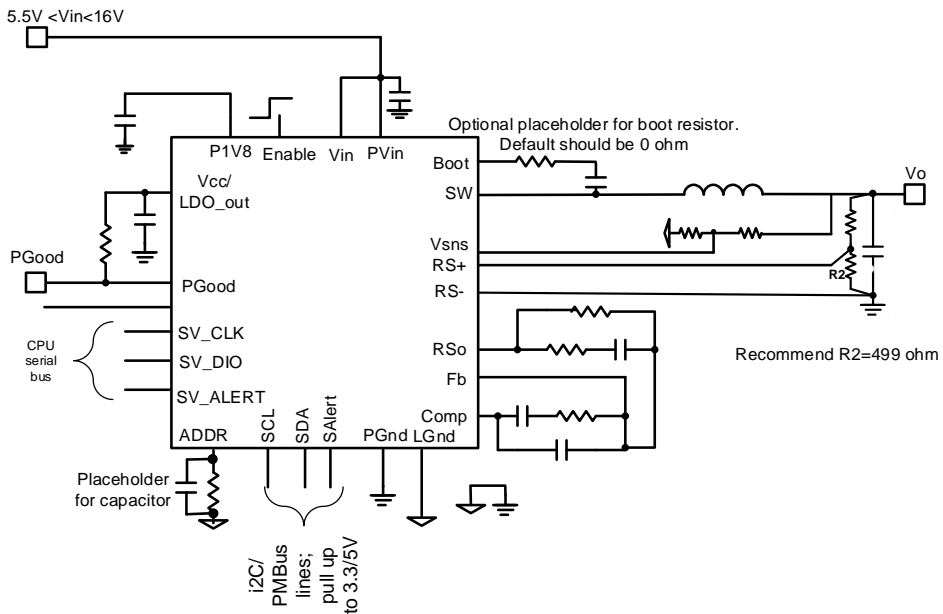 5.5V <Vin<16V
Optional placeholder for boot resistor.
Default should be 0 ohm
P1V8
Enable
Vin
PVin
Boot
Vcc/
LDO_out
SW
Vo
Vsns
PGood
RS+
R2
PGood
RS-
SV_CLK
CPU
serial
bus
SV_DIO
RSo
Recommend R2=499 ohm
Fb
SV_ALERT
Comp
ADDR
SCL
SDA
SAlert
PGnd
LGnd
Placeholder
for capacitor
i2C/
PMBus
lines;
pull up
to 3.3/5V